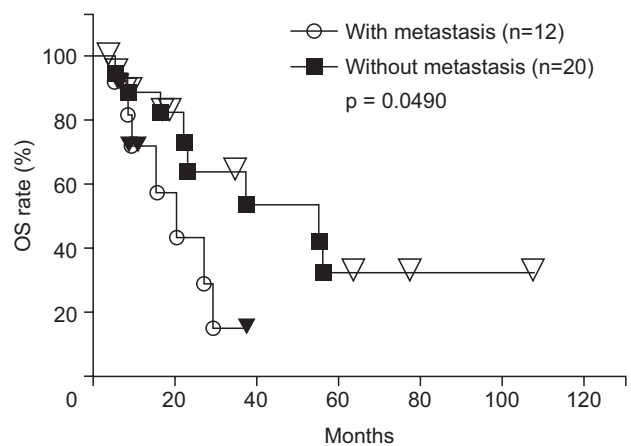 With metastasis (n=12)
Without metastasis (n=20)
p = 0.0490
OS rate (%)
100
80
60
40
20
0
20
40
60
80
100
120
Months